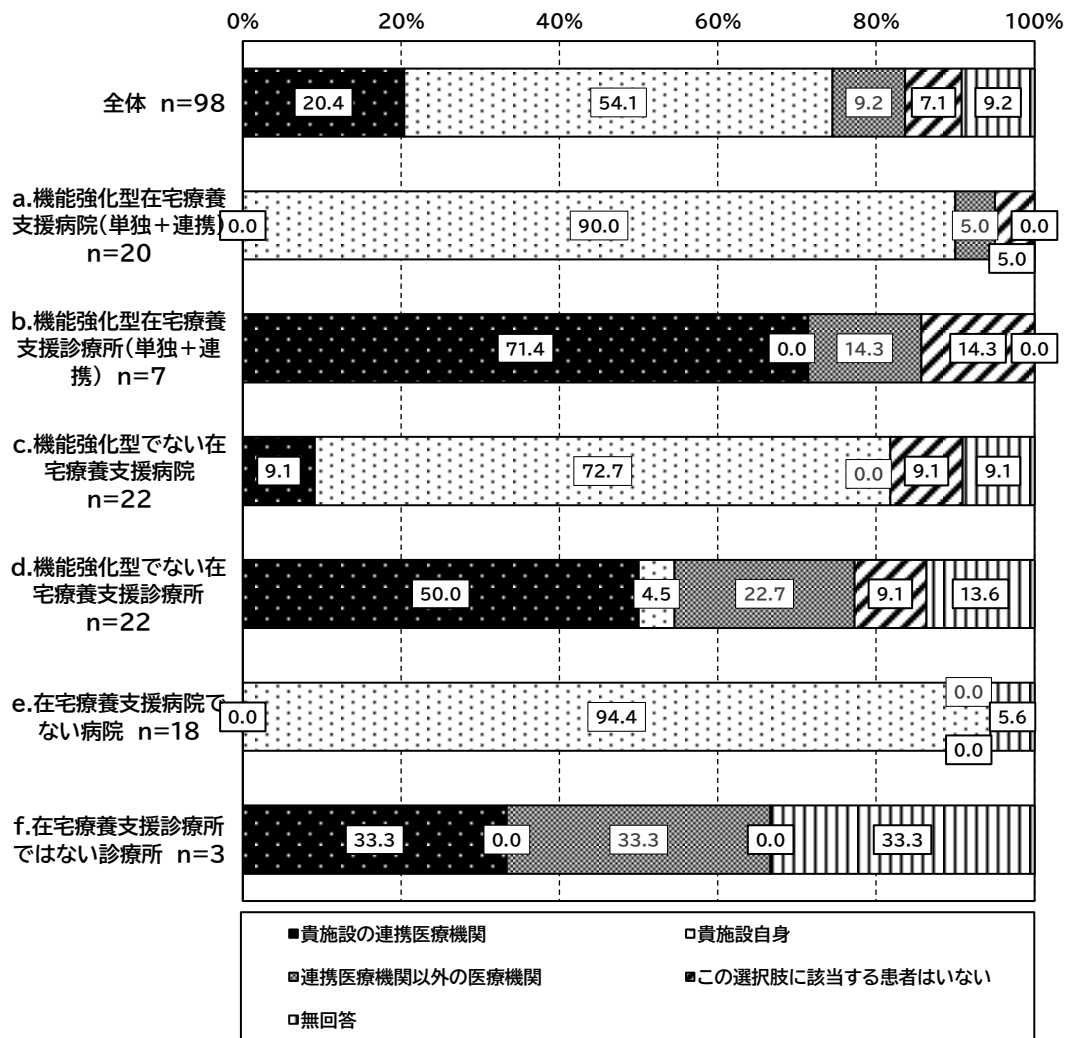 0% 20% 40% 60% 80% 100%
全体 n=98
20.4 54.1 9.2 7.1 9.2
a.機能強化型在宅療養
支援病院(単独+連携)
n=20
0.0 90.0 5.0 5.0 0.0
b.機能強化型在宅療養
支援診療所(単独+連
携) n=7
71.4 0.0 14.3 14.3 0.0
c.機能強化型でない在
宅療養支援病院
n=22
9.1 72.7 0.0 9.1 9.1
d.機能強化型でない在
宅療養支援診療所
n=22
50.0 4.5 22.7 9.1 13.6
e.在宅療養支援病院で
ない病院 n=18
0.0 94.4 0.0 0.0 5.6
f.在宅療養支援診療所
ではない診療所 n=3
33.3 0.0 33.3 0.0 33.3
貴施設の連携医療機関 貴施設自身
連携医療機関以外の医療機関 この選択肢に該当する患者はいない
無回答